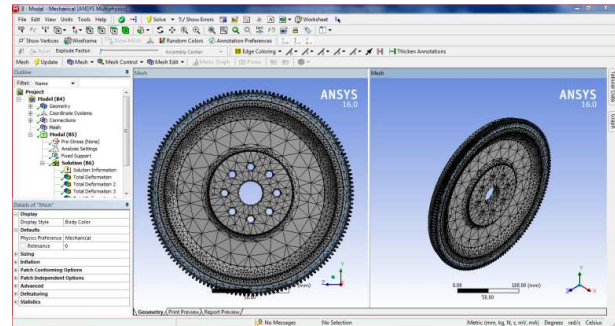 B : Modal - Mechanical [ANSYS Multiphysics]
File Edit View Units Tools Help Solve ?/ Show Errors Worksheet
Show Vertices Wireframe Show Mesh Random Colors Annotation Preferences
Reset Explode Factor: Assembly Center Edge Coloring Thicken Annotations
Mesh Update Mesh Mesh Control Mesh Edit Metric Graph
Outline
Filter: Name
Project
Model (B4)
Geometry
Coordinate Systems
Connections
Mesh
Modal (B5)
Pre-Stress (None)
Analysis Settings
Fixed Support
Solution (B6)
Solution Information
Total Deformation
Total Deformation 2
Total Deformation 3
Details of "Mesh"
Display
Display Style Body Color
Defaults
Physics Preference Mechanical
Relevance 0
Sizing
Inflation
Patch Conforming Options
Patch Independent Options
Advanced
Defeaturing
Statistics
Mesh
ANSYS
16.0
Geometry Print Preview Report Preview
Mesh
ANSYS
16.0
0.00 100.00 (mm)
50.00
Tabular Data
Graph
No Messages No Selection Metric (mm, kg, N, s, mV, mA) Degrees rad/s Celsius